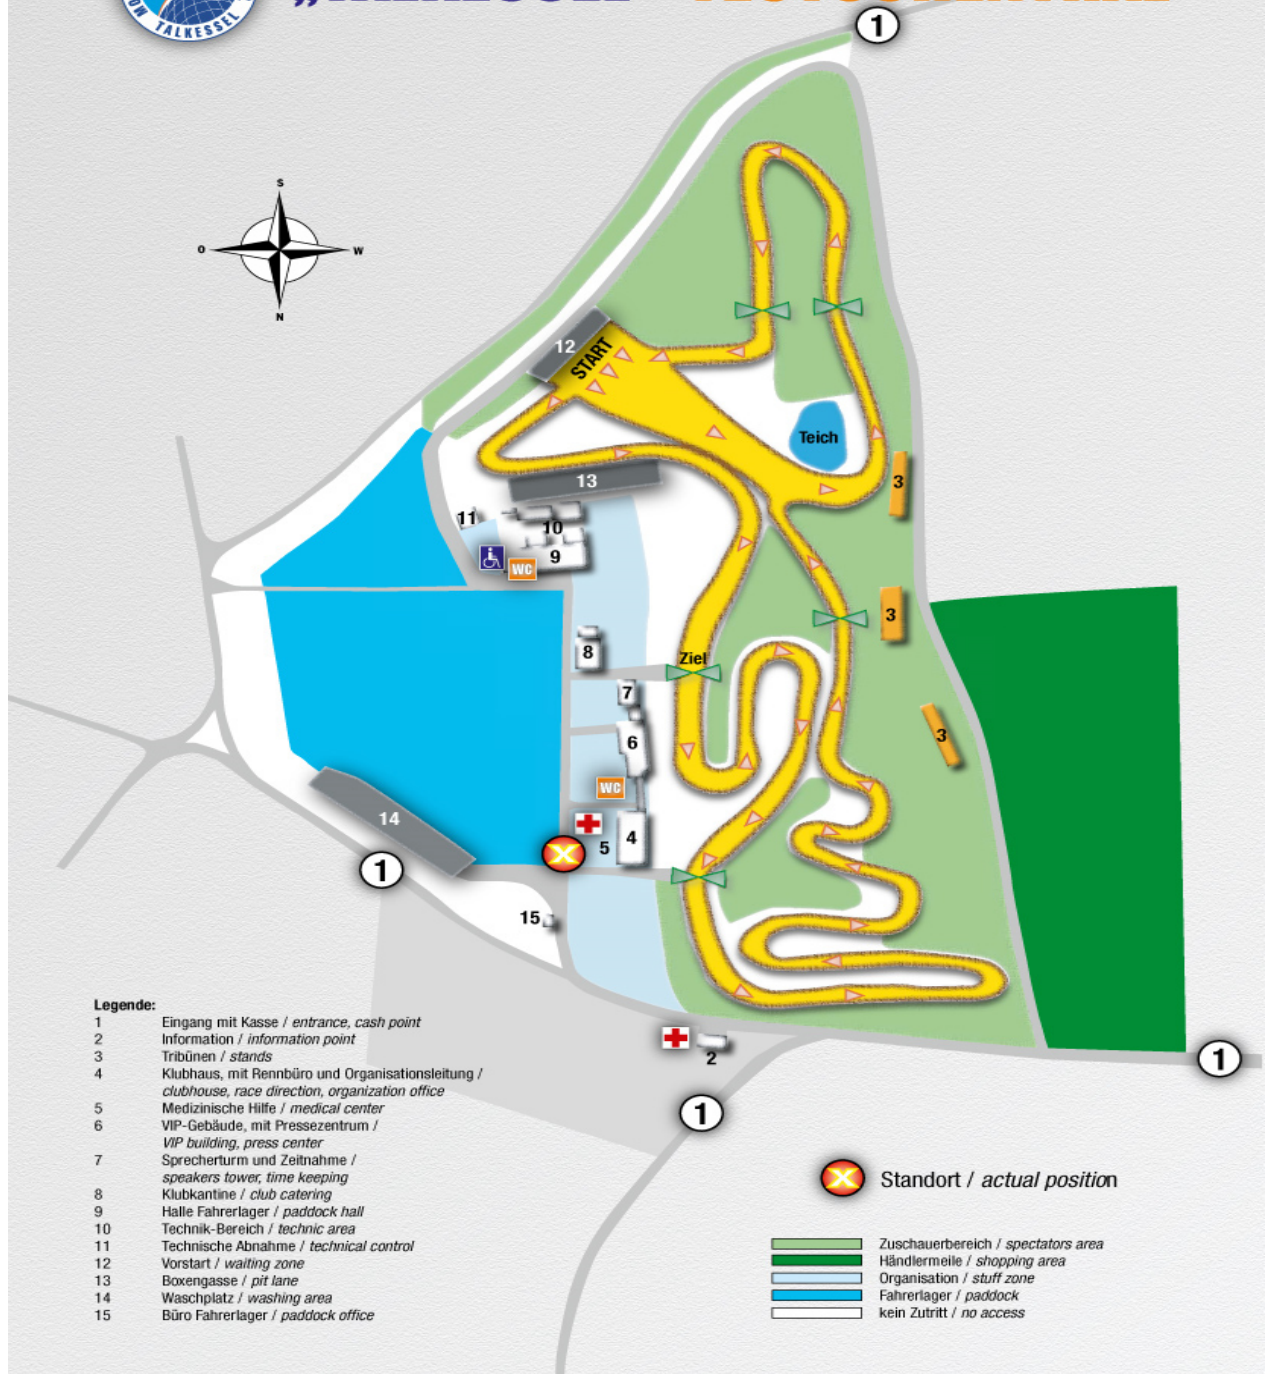 OW TALKESSEL
1
S
O
W
N
12
START
Teich
3
13
11
10
9
WC
3
8
Ziel
7
3
6
WC
14
4
5
1
15
Legende:
1 Eingang mit Kasse / entrance, cash point
2 Information / information point
3 Tribünen / stands
4 Klubhaus, mit Rennbüro und Organisationsleitung /
clubhouse, race direction, organization office
5 Medizinische Hilfe / medical center
6 VIP-Gebäude, mit Pressezentrum /
VIP building, press center
7 Sprecherturm und Zeitnahme /
speakers tower, time keeping
8 Klubkantine / club catering
9 Halle Fahrerlager / paddock hall
10 Technik-Bereich / technic area
11 Technische Abnahme / technical control
12 Vorstart / waiting zone
13 Boxengasse / pit lane
14 Waschplatz / washing area
15 Büro Fahrerlager / paddock office
2
1
1
X Standort / actual position
Zuschauerbereich / spectators area
Händlermeile / shopping area
Organisation / stuff zone
Fahrerlager / paddock
kein Zutritt / no access